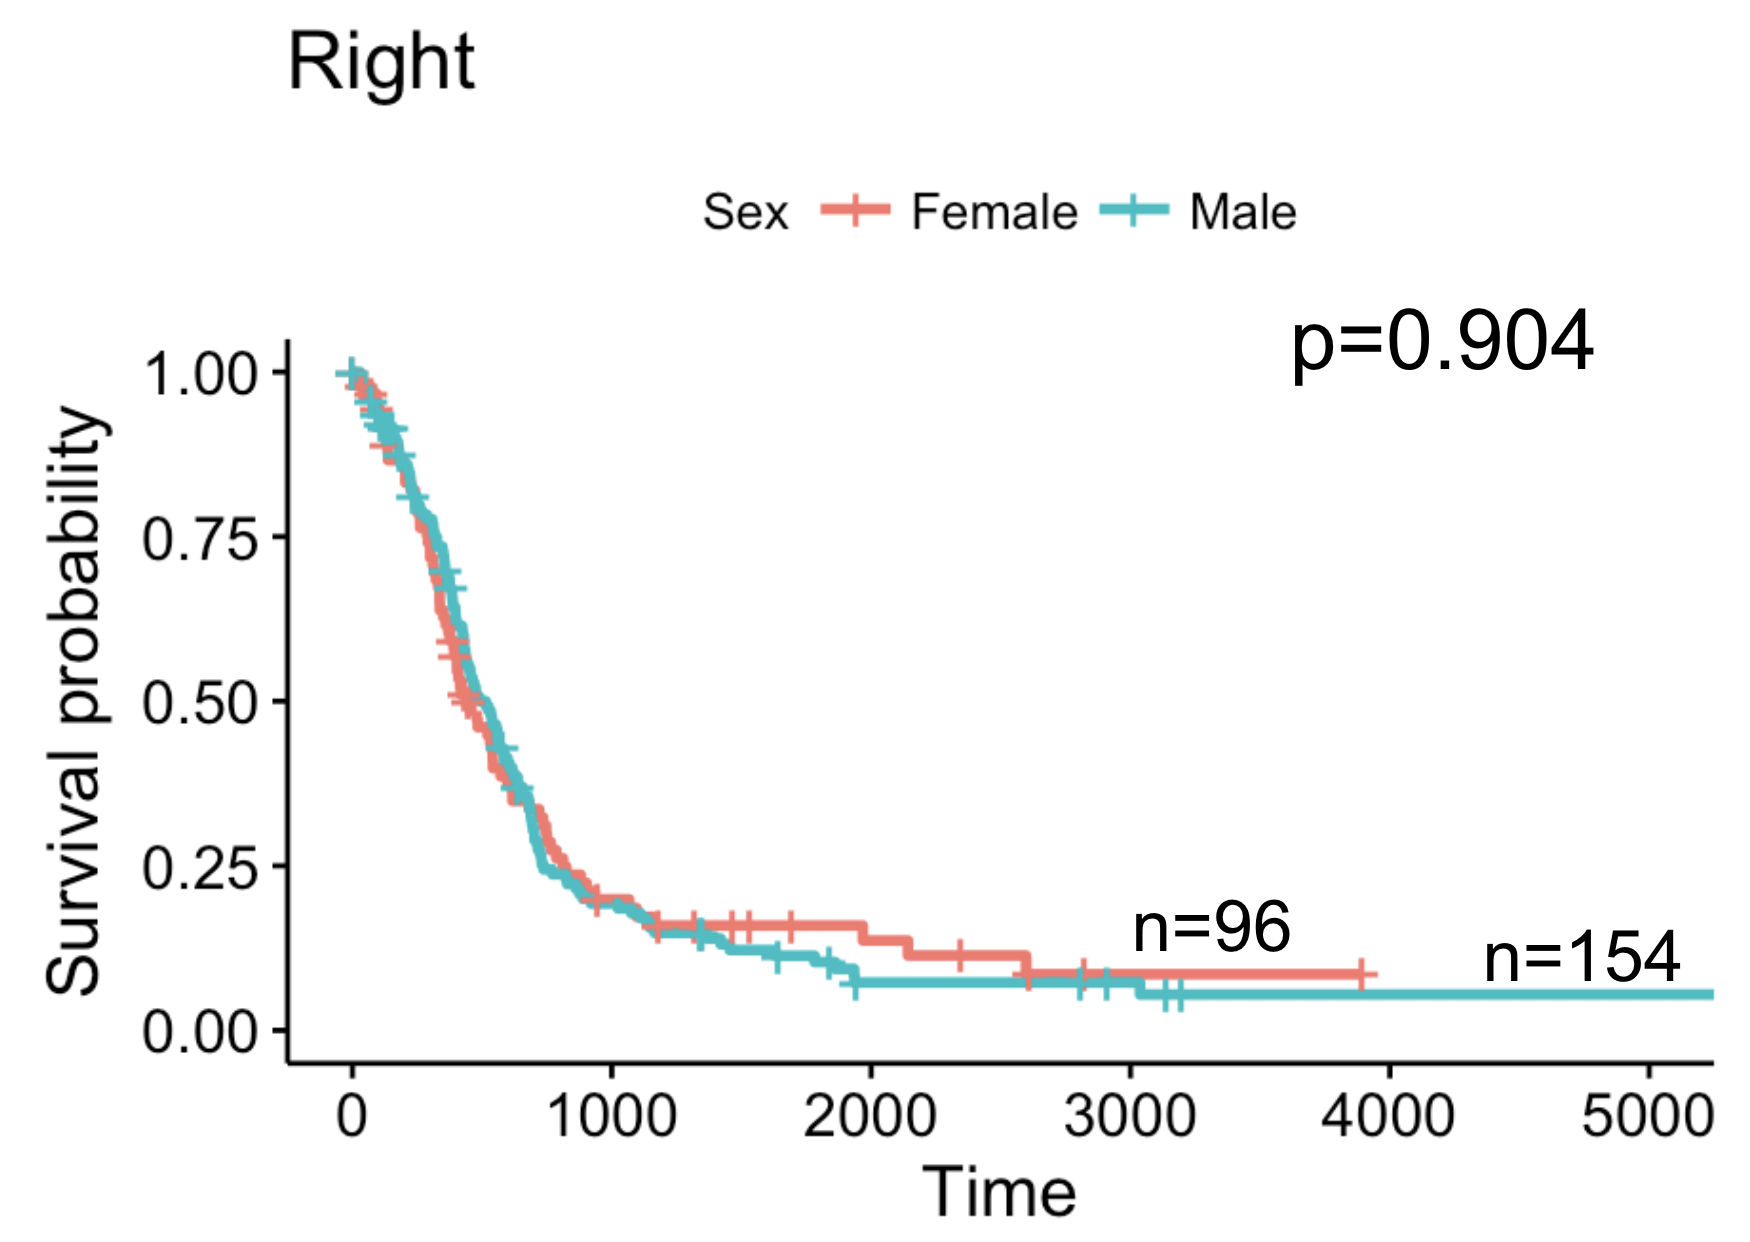 Right
Sex Female Male
p=0.904
Survival probability
1.00
0.75
0.50
0.25
0.00
n=96
n=154
0 1000 2000 3000 4000 5000
Time